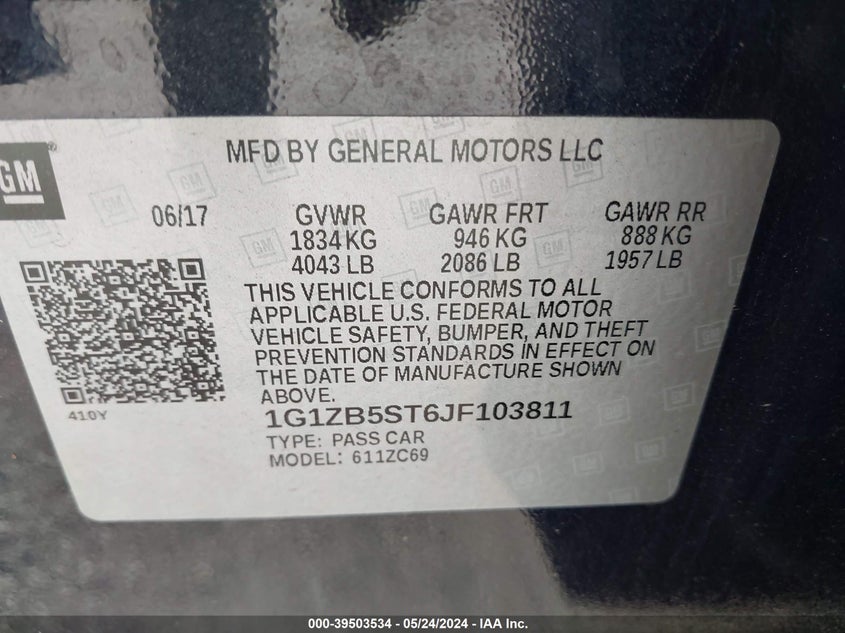 GM
MFD BY GENERAL MOTORS LLC
06/17 GVWR GAWR FRT GAWR RR
1834 KG 946 KG 888 KG
4043 LB 2086 LB 1957 LB
THIS VEHICLE CONFORMS TO ALL
APPLICABLE U.S. FEDERAL MOTOR
VEHICLE SAFETY, BUMPER, AND THEFT
PREVENTION STANDARDS IN EFFECT ON
THE DATE OF MANUFACTURE SHOWN
ABOVE.
410Y
1G1ZB5ST6JF103811
TYPE: PASS CAR
MODEL: 611ZC69
000-39503534 - 05/24/2024 - IAA Inc.